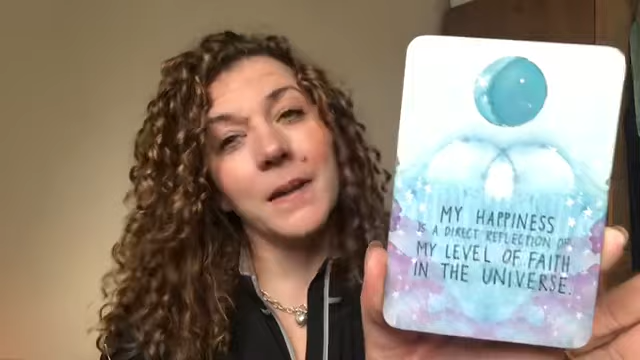 MY HAPPINESS
IS A DIRECT REFLECTION OF
MY LEVEL OF FAITH
IN THE UNIVERSE.